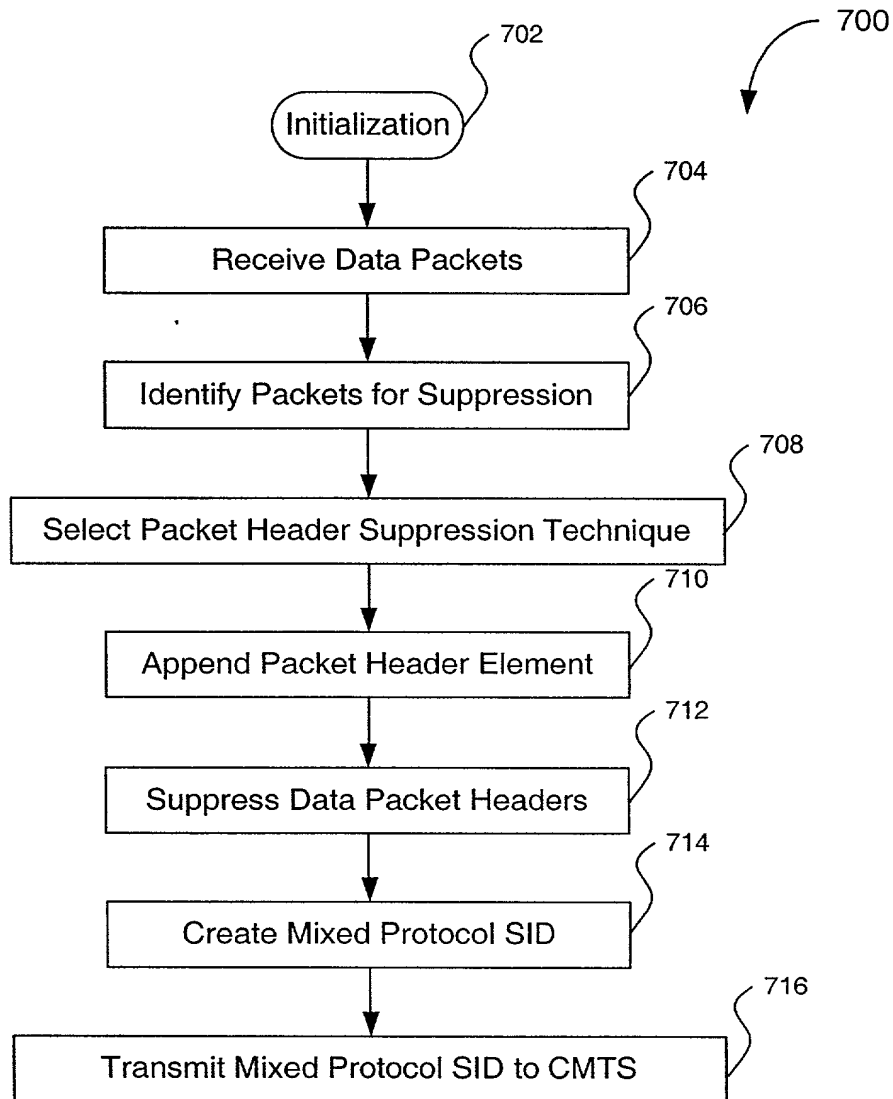 702
700
Initialization
704
Receive Data Packets
706
Identify Packets for Suppression
708
Select Packet Header Suppression Technique
710
Append Packet Header Element
712
Suppress Data Packet Headers
714
Create Mixed Protocol SID
716
Transmit Mixed Protocol SID to CMTS